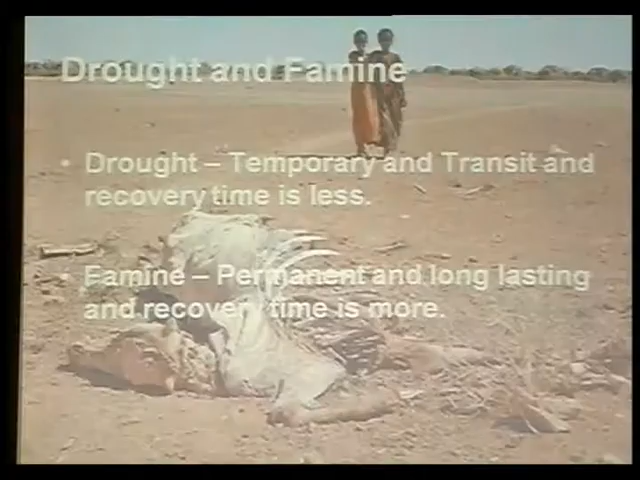 Drought and Famine
• Drought – Temporary and Transit and
recovery time is less.
• Famine – Permanent and long lasting
and recovery time is more.